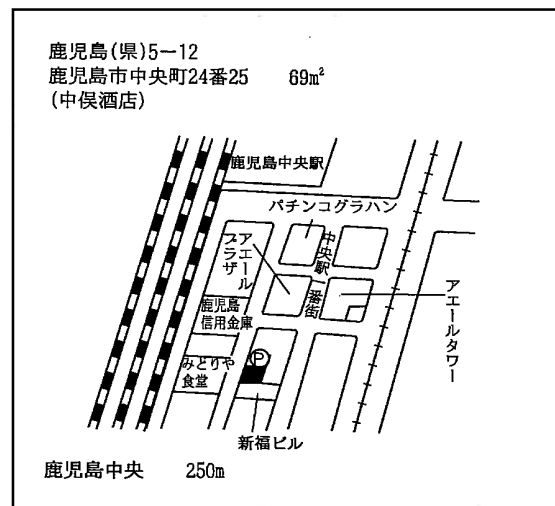 鹿児島(県)5－12
鹿児島市中央町24番25　69m²
(中俣酒店)
鹿児島中央駅
パチンコグラハン
中央駅
一番街
アエール
プラザ
アエールタワー
鹿児島
信用金庫
みどりや
食堂
P
新福ビル
鹿児島中央　250m